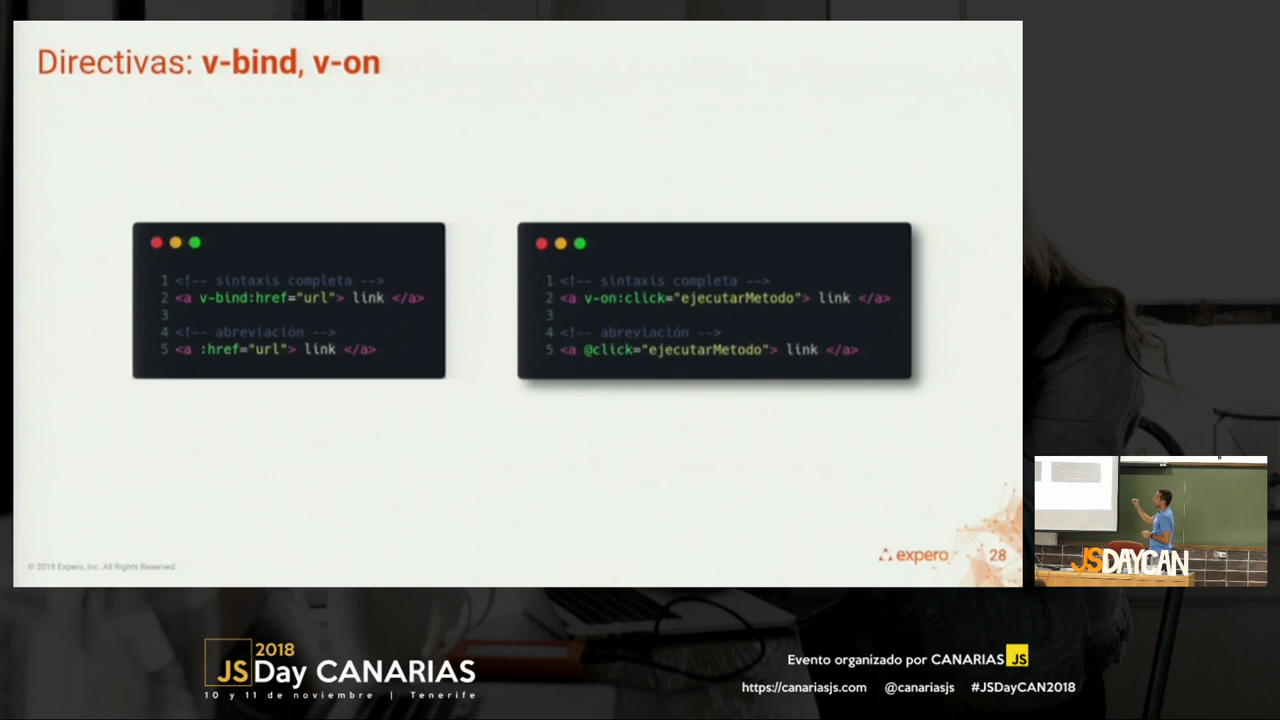 Directivas: v-bind, v-on
1 <!-- sintaxis completa -->
2 <a v-bind:href="url"> link </a>
3
4 <!-- abreviación -->
5 <a :href="url"> link </a>
1 <!-- sintaxis completa -->
2 <a v-on:click="ejecutarMetodo"> link </a>
3
4 <!-- abreviación -->
5 <a @click="ejecutarMetodo"> link </a>
© 2018 Expero, Inc. All Rights Reserved
expero
28
JSDAYCAN
2018
JSDay CANARIAS
10 y 11 de noviembre | Tenerife
Evento organizado por CANARIAS JS
https://canariasjs.com @canariasjs #JSDayCAN2018